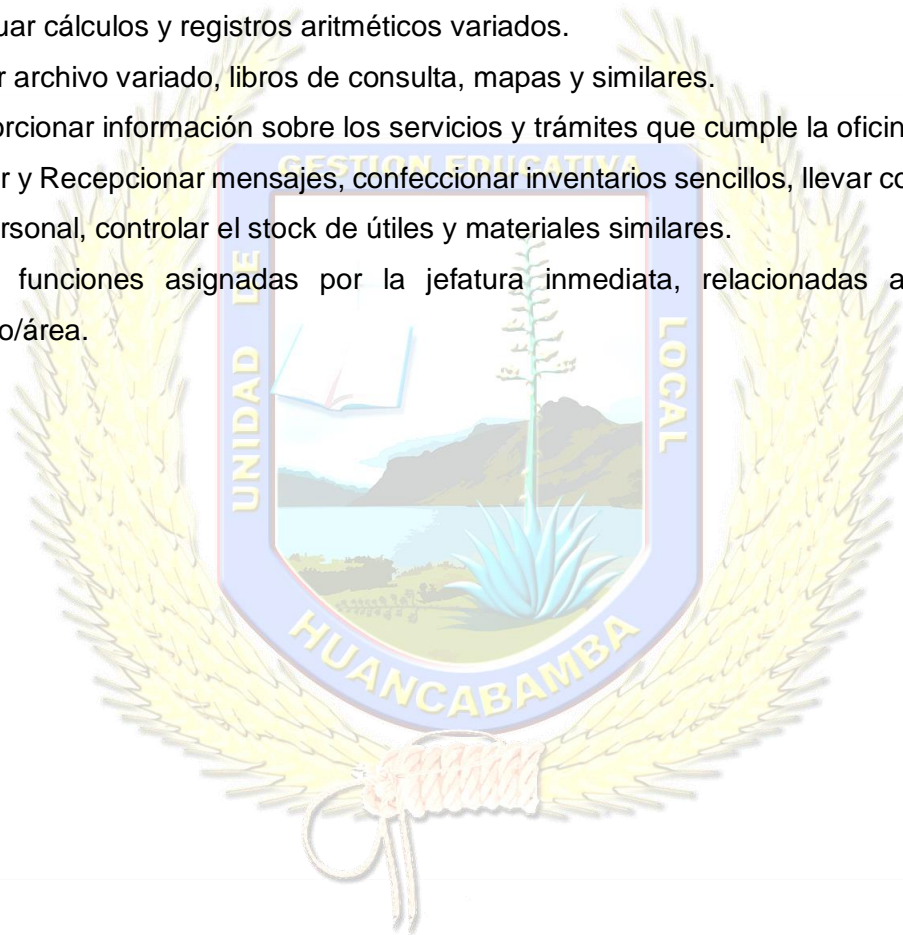 uar cálculos y registros aritméticos variados.
r archivo variado, libros de consulta, mapas y similares.
orcionar información sobre los servicios y trámites que cumple la oficin
r y Recepcionar mensajes, confeccionar inventarios sencillos, llevar co
rsonal, controlar el stock de útiles y materiales similares.
funciones asignadas por la jefatura inmediata, relacionadas a
o/área.
UNIDAD DE
GESTION EDUCATIVA
LOCAL
HUANCABAMBA